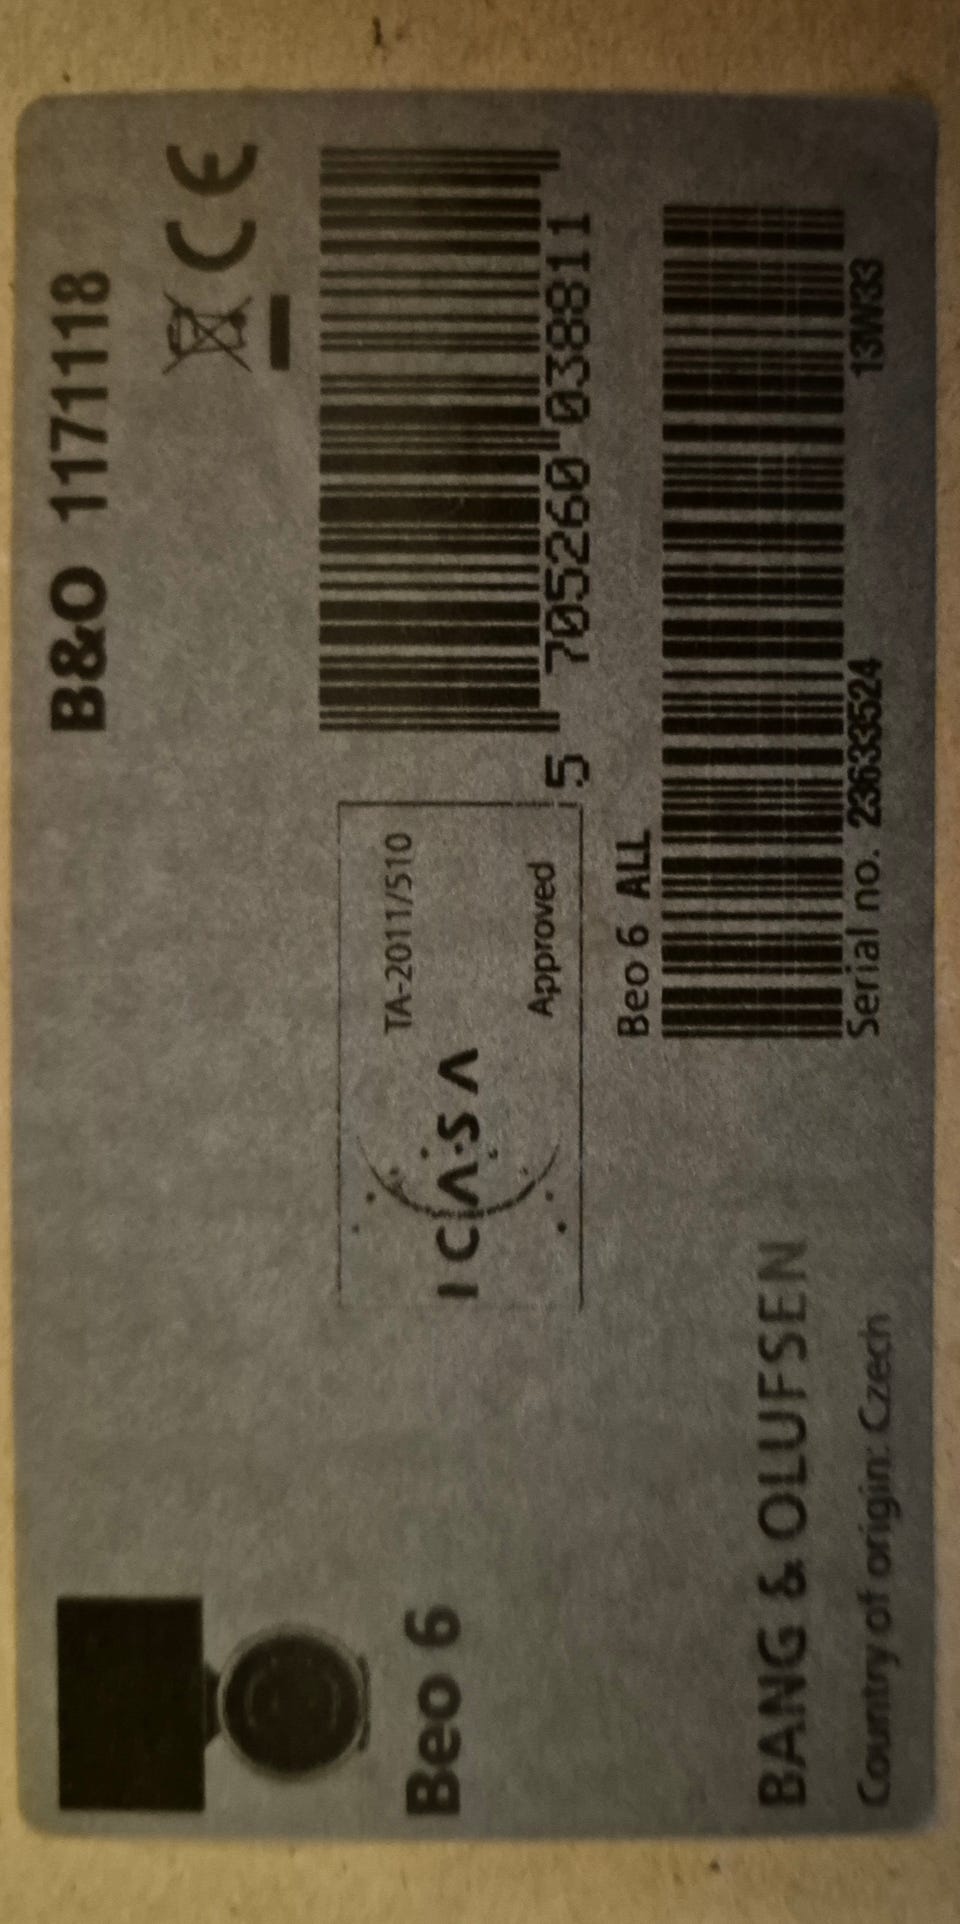 B&O 1171118
CE
TA-2011/510
ICASA
Approved
5 705260 038811
Beo 6
Beo 6 ALL
BANG & OLUFSEN
Country of origin: Czech
Serial no. 23633524
13W33